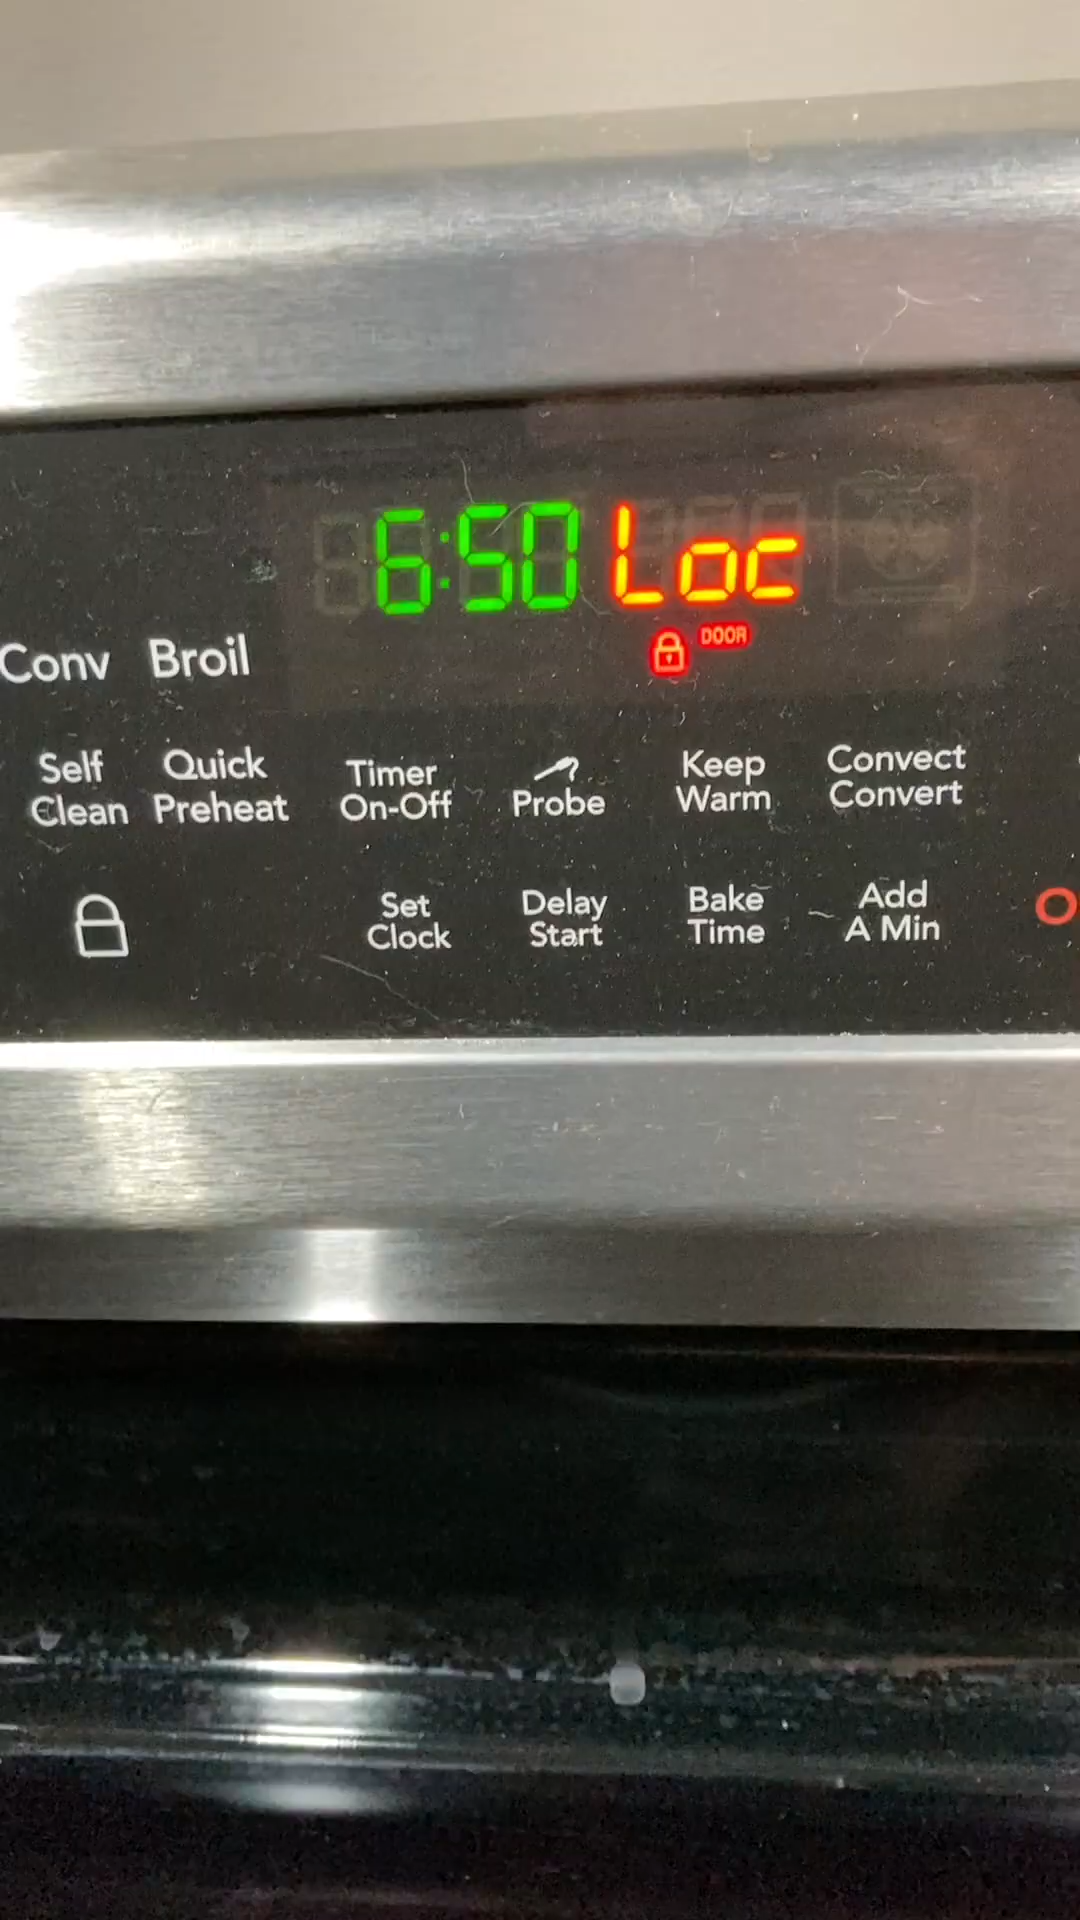 6:50 Loc
DOOR
Conv Broil
Self Clean
Quick Preheat
Timer On-Off
Probe
Keep Warm
Convect Convert
Set Clock
Delay Start
Bake Time
Add A Min